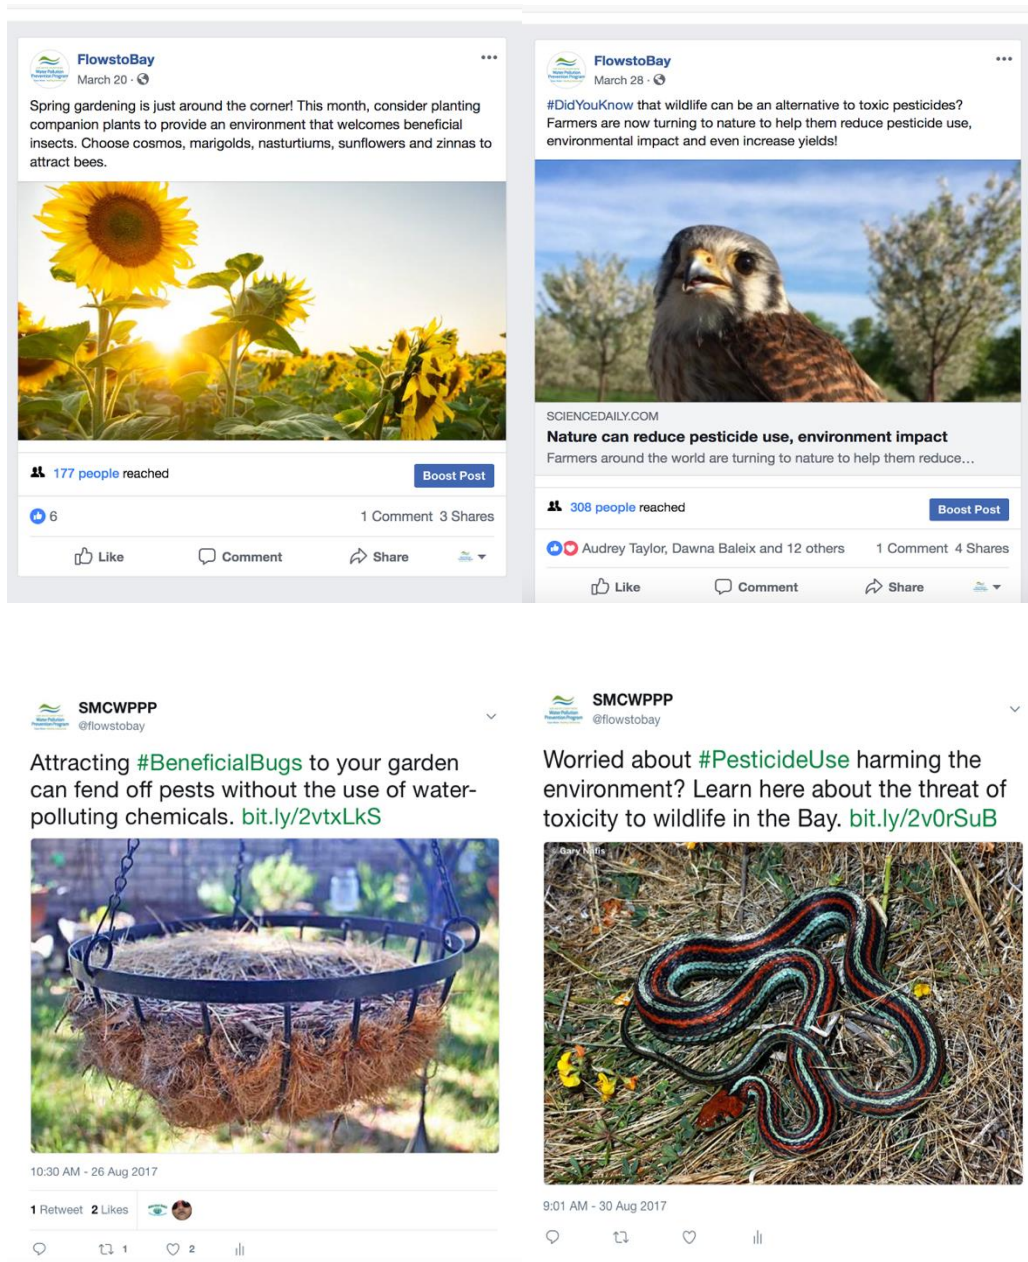 FlowstoBay
March 20 ·
Spring gardening is just around the corner! This month, consider planting
companion plants to provide an environment that welcomes beneficial
insects. Choose cosmos, marigolds, nasturtiums, sunflowers and zinnas to
attract bees.
177 people reached
Boost Post
6
1 Comment 3 Shares
Like
Comment
Share
FlowstoBay
March 28 ·
#DidYouKnow that wildlife can be an alternative to toxic pesticides?
Farmers are now turning to nature to help them reduce pesticide use,
environmental impact and even increase yields!
SCIENCEDAILY.COM
Nature can reduce pesticide use, environment impact
Farmers around the world are turning to nature to help them reduce...
308 people reached
Boost Post
Audrey Taylor, Dawna Baleix and 12 others
1 Comment 4 Shares
Like
Comment
Share
SMCWPPP
@flowstobay
Attracting #BeneficialBugs to your garden
can fend off pests without the use of water-
polluting chemicals. bit.ly/2vtxLkS
10:30 AM - 26 Aug 2017
1 Retweet 2 Likes
1
2
SMCWPPP
@flowstobay
Worried about #PesticideUse harming the
environment? Learn here about the threat of
toxicity to wildlife in the Bay. bit.ly/2v0rSuB
© Gary Nafis
9:01 AM - 30 Aug 2017